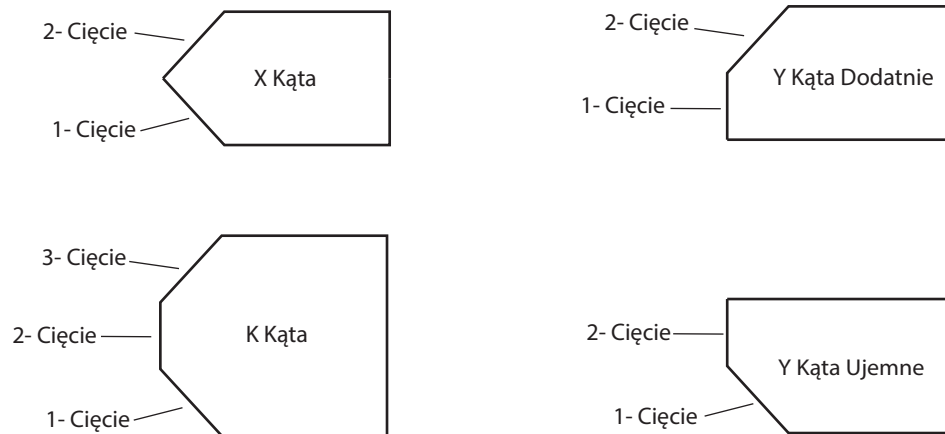 2- Cięcie
X Kąta
1- Cięcie
2- Cięcie
Y Kąta Dodatnie
1- Cięcie
3- Cięcie
2- Cięcie
K Kąta
1- Cięcie
2- Cięcie
Y Kąta Ujemne
1- Cięcie